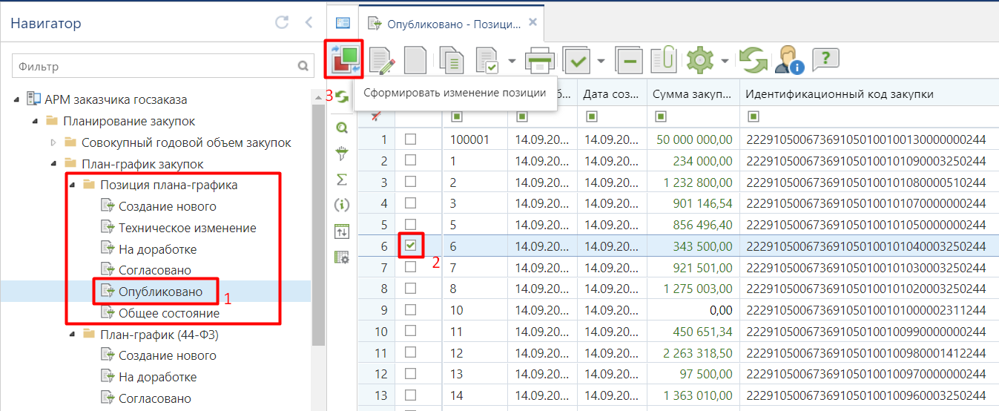 Навигатор
Фильтр
АРМ заказчика госзаказа
Планирование закупок
Совокупный годовой объем закупок
План-график закупок
Позиция плана-графика
Создание нового
Техническое изменение
На доработке
Согласовано
Опубликовано 1
Общее состояние
План-график (44-ФЗ)
Создание нового
На доработке
Согласовано
Опубликовано - Позици...
3
Сформировать изменение позиции
б... Дата соз... Сумма закуп... Идентификационный код закупки
1 100001 14.09.20... 14.09.20... 50 000 000,00 222910500673691050100100130000000244
2 1 14.09.20... 14.09.20... 234 000,00 222910500673691050100101090003250244
3 2 14.09.20... 14.09.20... 1 232 800,00 222910500673691050100101080000510244
4 3 14.09.20... 14.09.20... 901 146,54 222910500673691050100101070000000244
5 5 14.09.20... 14.09.20... 856 496,40 222910500673691050100101050000000244
6 6 14.09.20... 14.09.20... 343 500,00 222910500673691050100101040003250244
2
7 7 14.09.20... 14.09.20... 921 501,00 222910500673691050100101030003250244
8 8 14.09.20... 14.09.20... 1 275 003,00 222910500673691050100101020003250244
9 10 14.09.20... 14.09.20... 0,00 222910500673691050100101000002311244
10 11 14.09.20... 14.09.20... 450 651,34 222910500673691050100100990000000244
11 12 14.09.20... 14.09.20... 2 263 318,50 222910500673691050100100980001412244
12 13 14.09.20... 14.09.20... 97 500,00 222910500673691050100100970000000244
13 14 14.09.20... 14.09.20... 1 363 010,00 222910500673691050100100960003250244